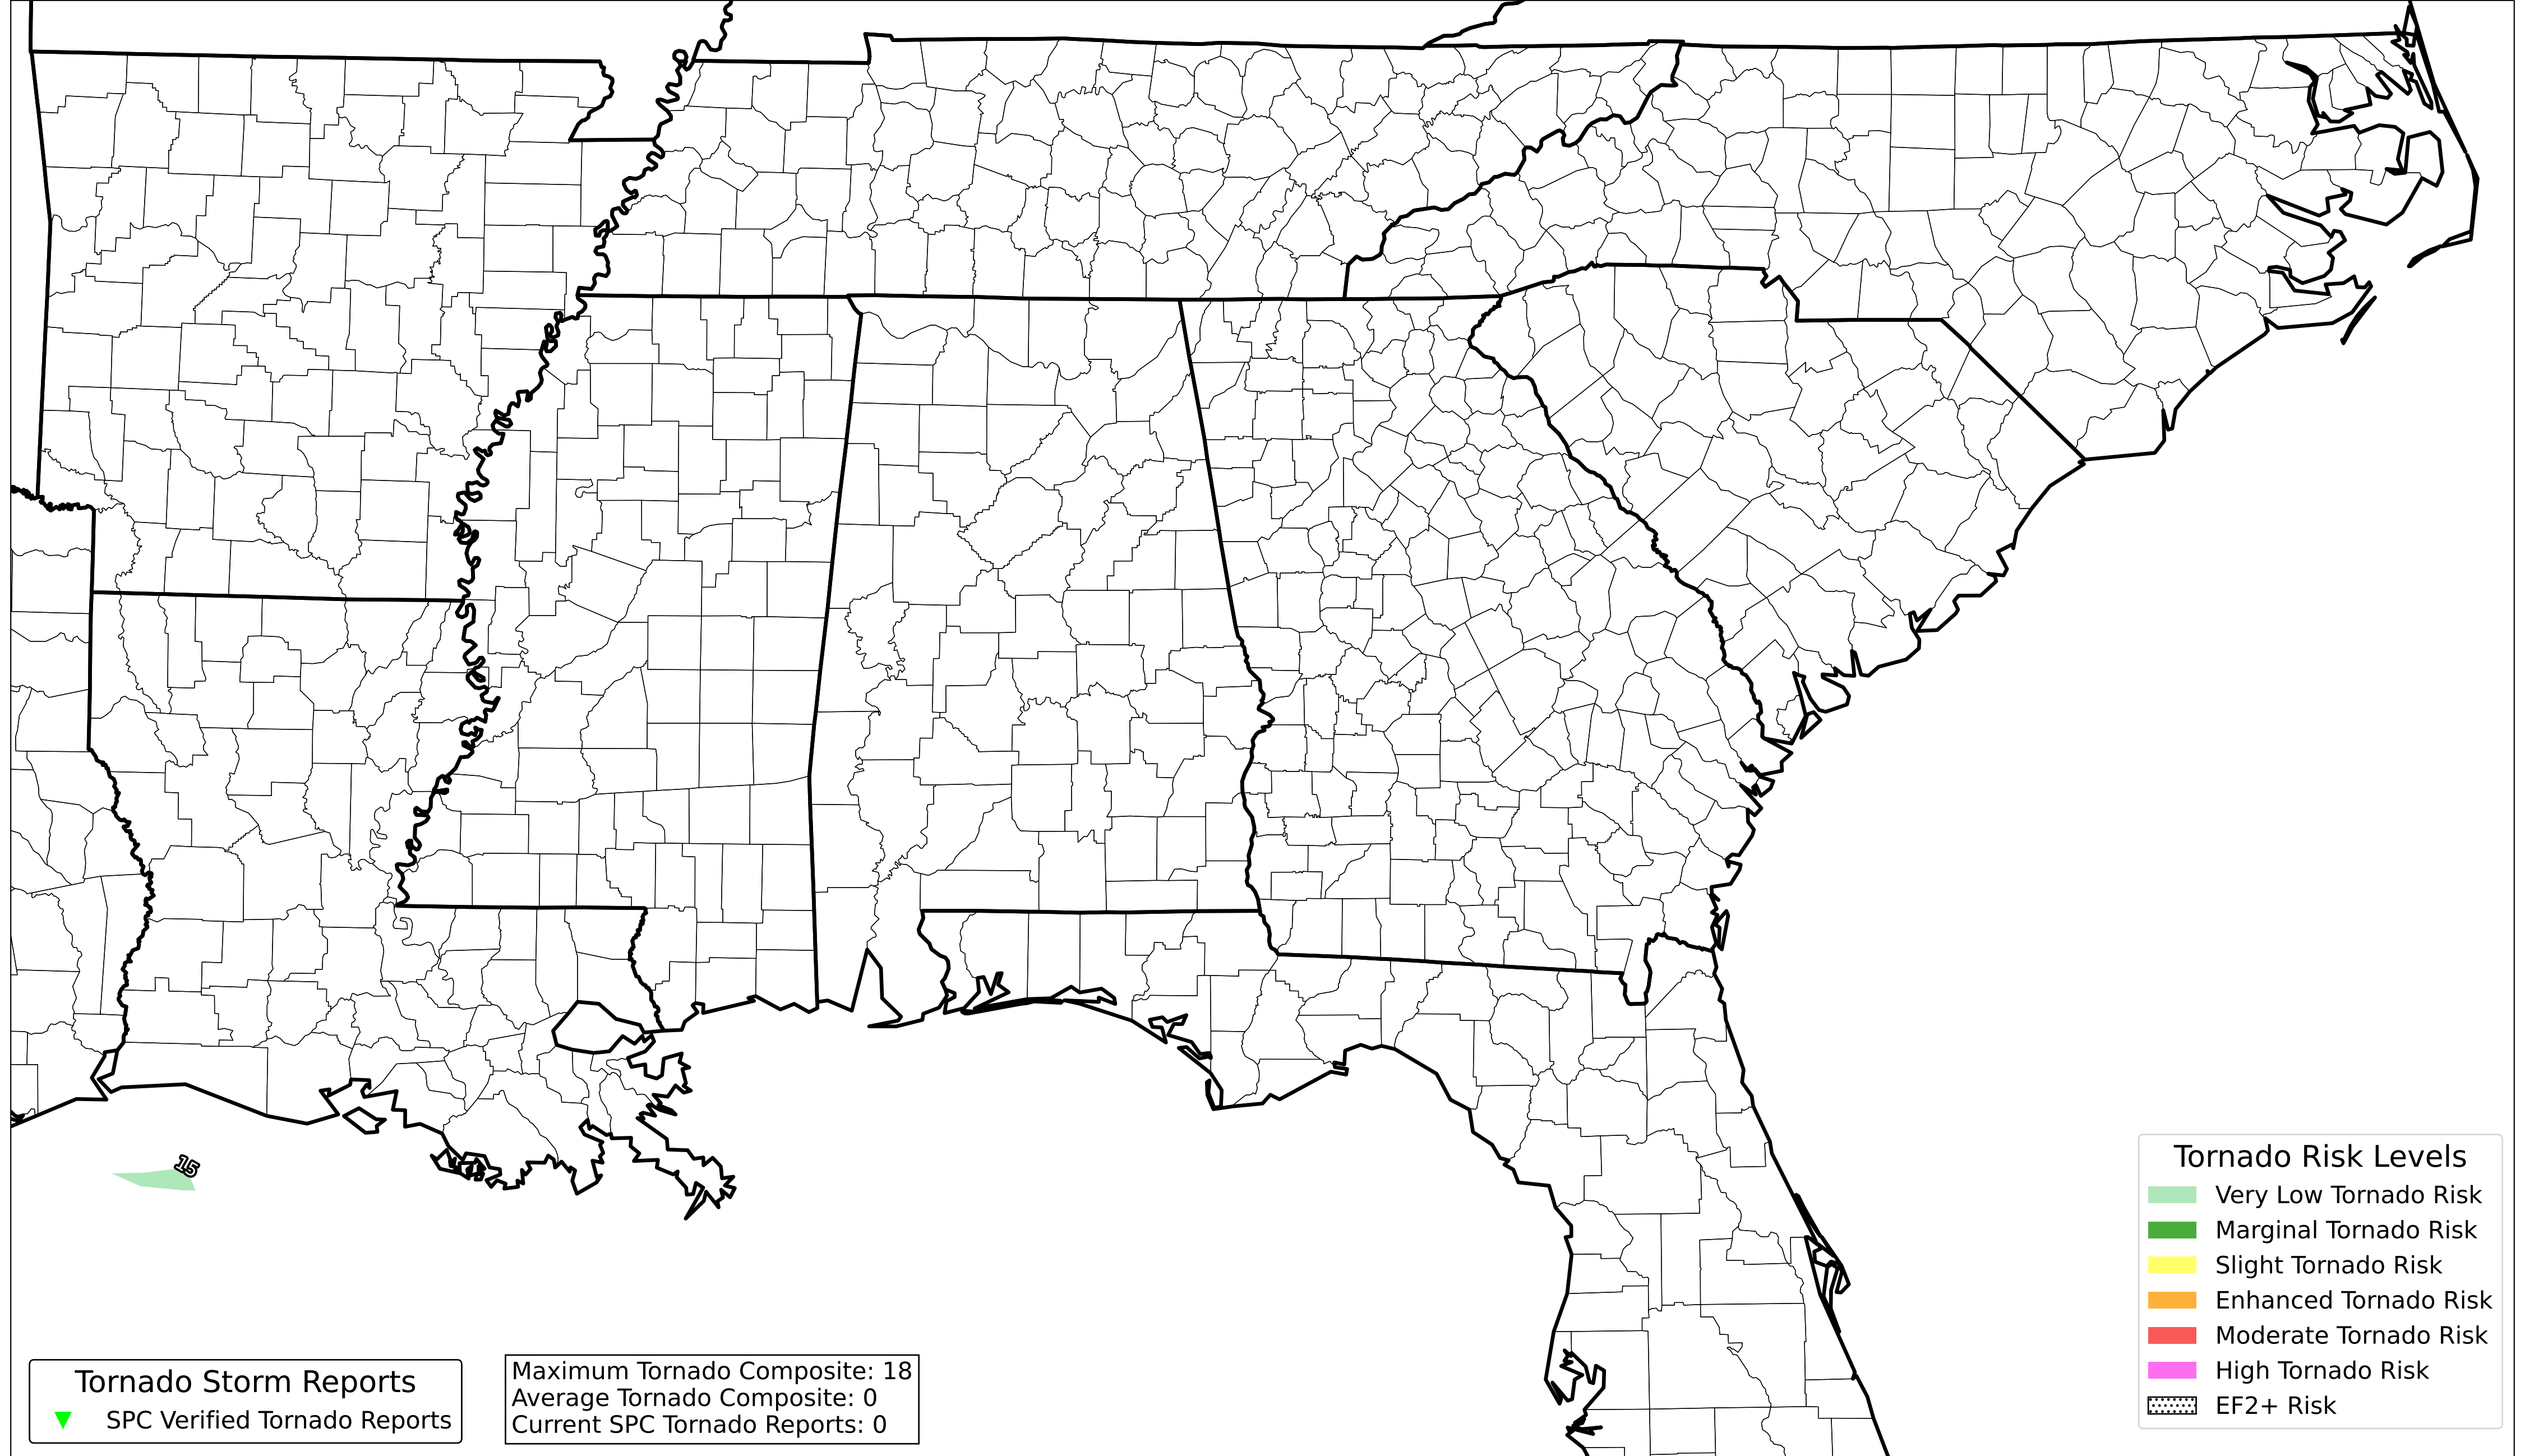 15
Tornado Storm Reports
SPC Verified Tornado Reports
Maximum Tornado Composite: 18
Average Tornado Composite: 0
Current SPC Tornado Reports: 0
Tornado Risk Levels
Very Low Tornado Risk
Marginal Tornado Risk
Slight Tornado Risk
Enhanced Tornado Risk
Moderate Tornado Risk
High Tornado Risk
EF2+ Risk